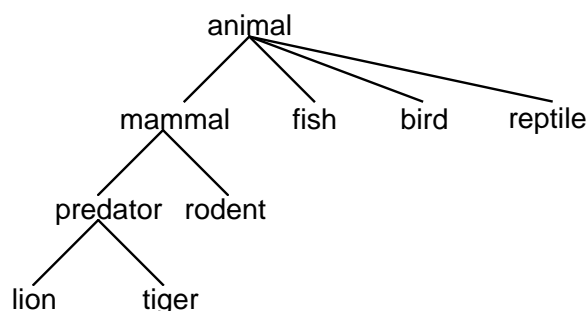 animal
mammal fish bird reptile
predator rodent
lion tiger